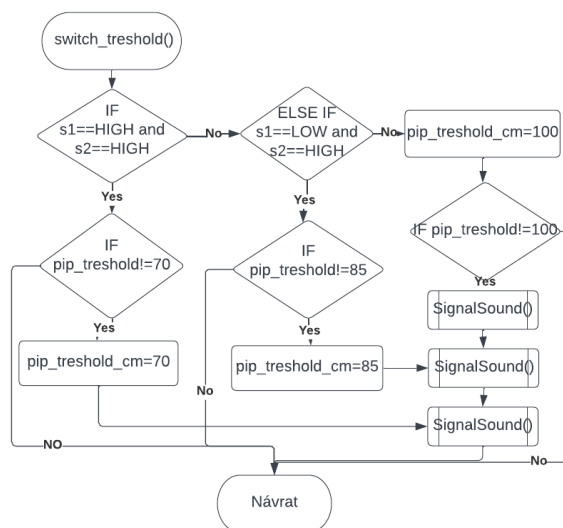 switch_treshold()
IF
s1==HIGH and
s2==HIGH
No
ELSE IF
s1==LOW and
s2==HIGH
No
pip_treshold_cm=100
Yes
Yes
IF
pip_treshold!=70
IF
pip_treshold!=85
IF pip_treshold!=100
Yes
Yes
Yes
SignalSound()
pip_treshold_cm=70
pip_treshold_cm=85
SignalSound()
No
SignalSound()
NO
No
Návrat